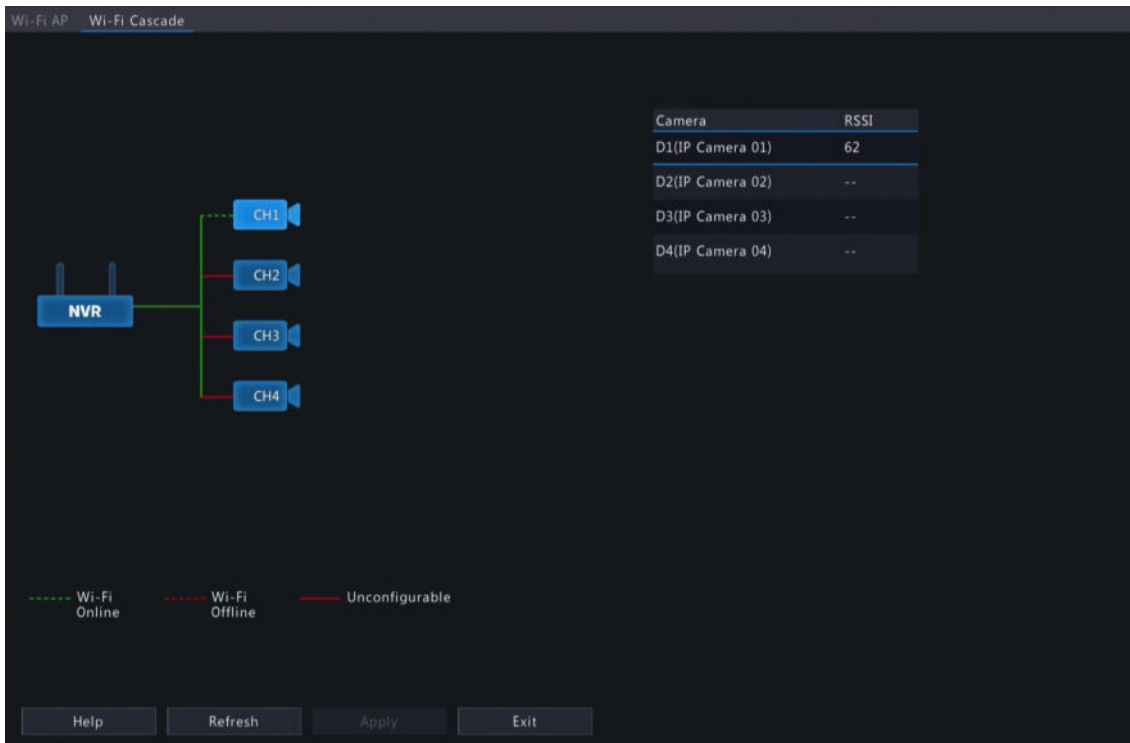 Wi-Fi AP Wi-Fi Cascade
Camera RSSI
D1(IP Camera 01) 62
D2(IP Camera 02) --
D3(IP Camera 03) --
D4(IP Camera 04) --
CH1
CH2
NVR
CH3
CH4
Wi-Fi Online
Wi-Fi Offline
Unconfigurable
Help Refresh Apply Exit